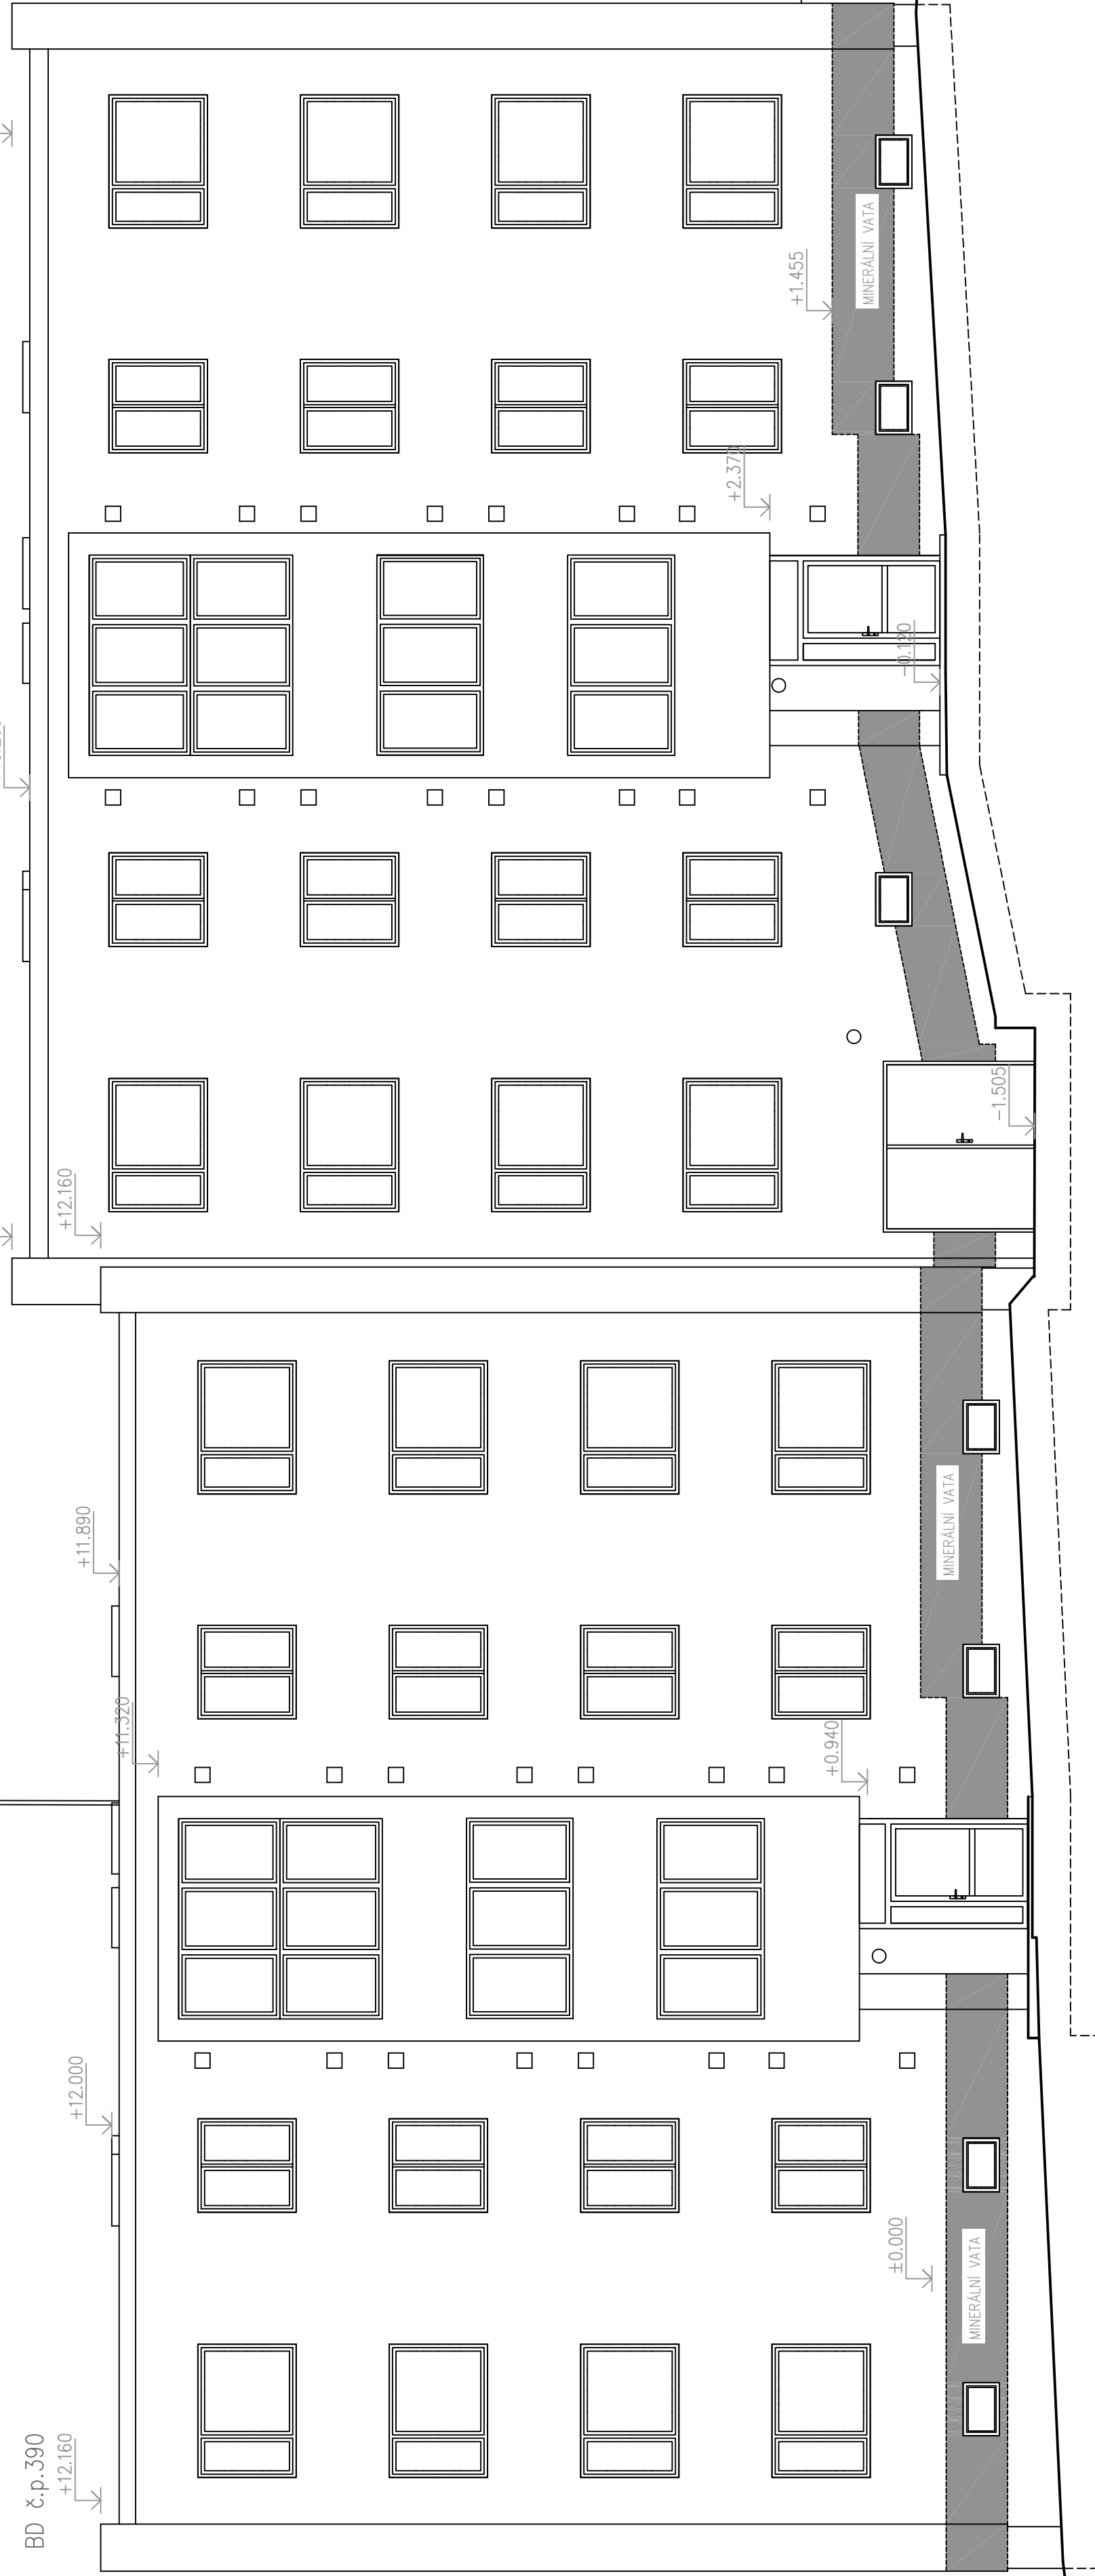 BD č.p.390
+12.160
+12.000
+11.890
+11.320
+0.940
±0.000
MINERÁLNÍ VATA
MINERÁLNÍ VATA
+12.160
+2.370
-0.120
-1.505
+1.455
MINERÁLNÍ VATA